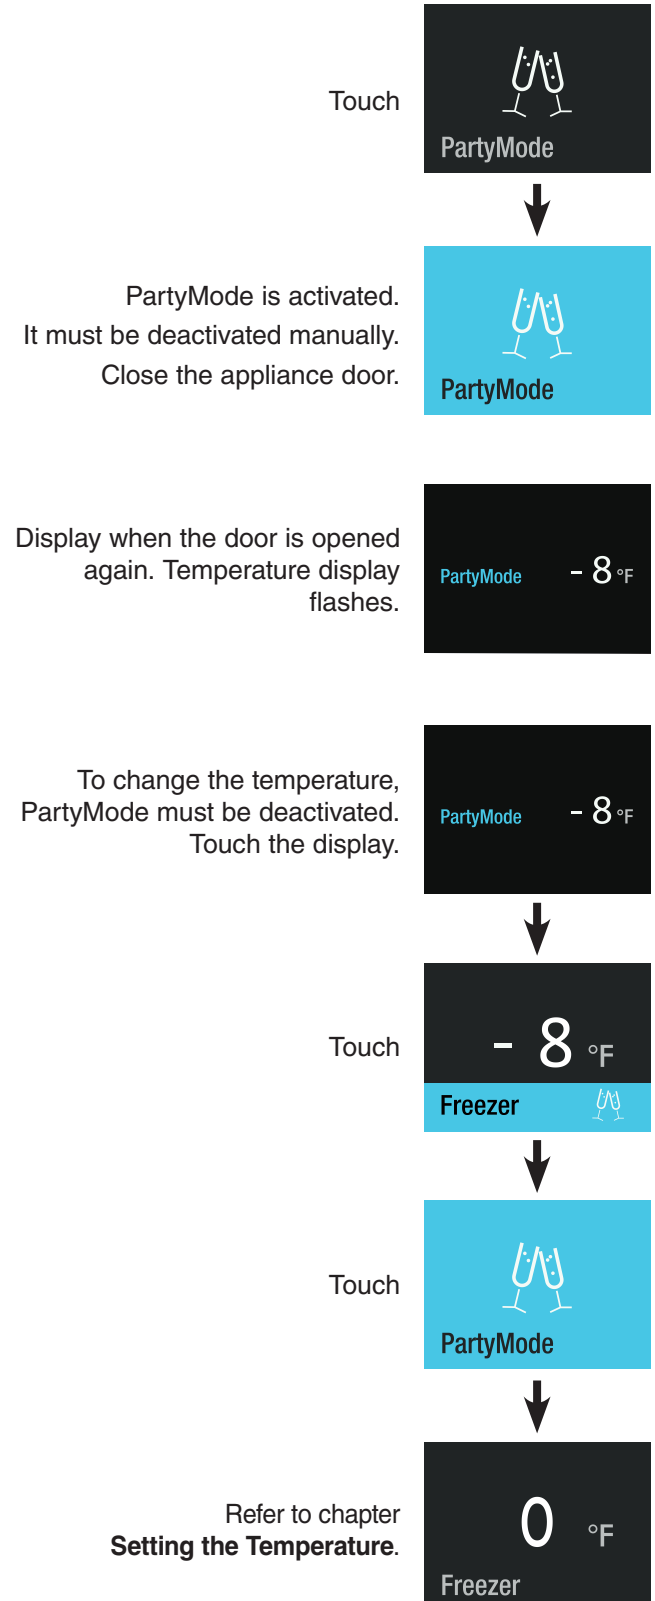 Touch
PartyMode
PartyMode is activated.
It must be deactivated manually.
Close the appliance door.
PartyMode
Display when the door is opened
again. Temperature display
flashes.
PartyMode - 8 °F
To change the temperature,
PartyMode must be deactivated.
Touch the display.
PartyMode - 8 °F
Touch
- 8 °F
Freezer
Touch
PartyMode
Refer to chapter
Setting the Temperature.
0 °F
Freezer